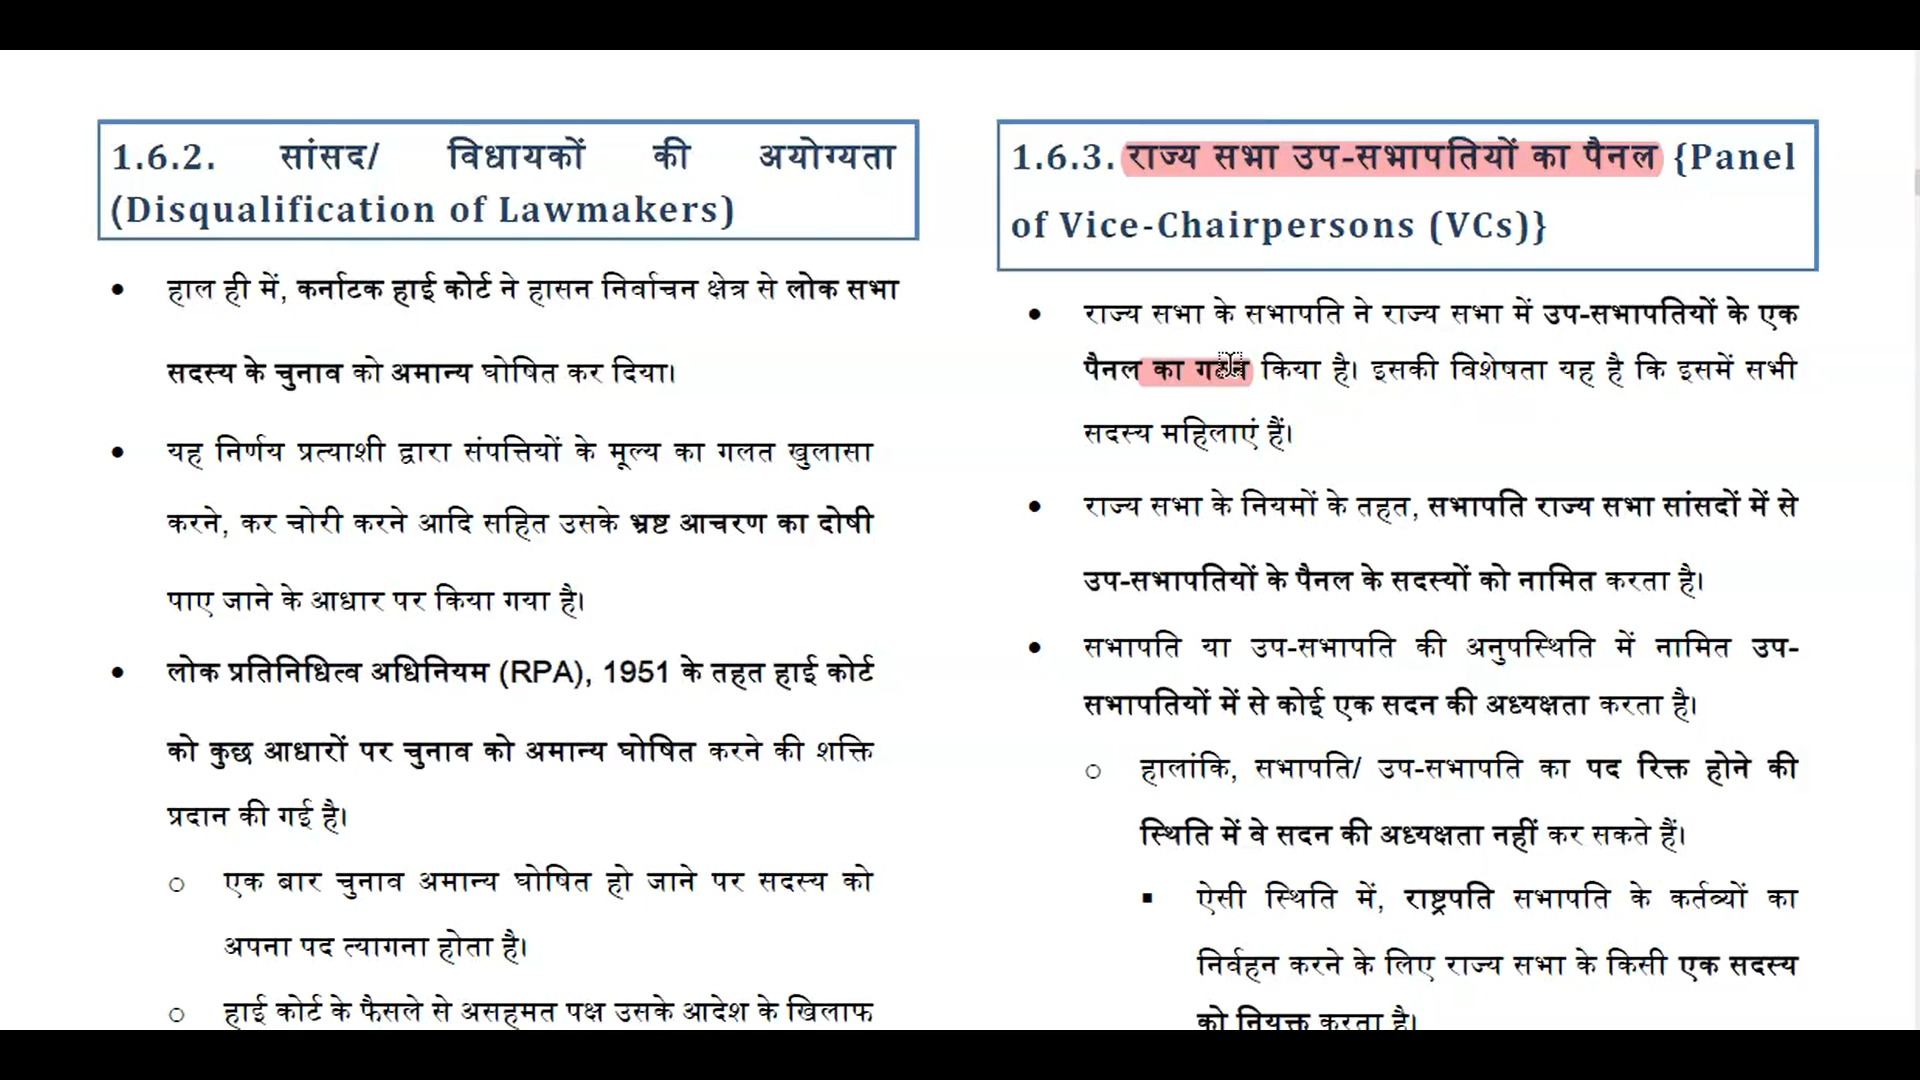 1.6.2. सांसद/ विधायकों की अयोग्यता
(Disqualification of Lawmakers)
• हाल ही में, कर्नाटक हाई कोर्ट ने हासन निर्वाचन क्षेत्र से लोक सभा
सदस्य के चुनाव को अमान्य घोषित कर दिया।
• यह निर्णय प्रत्याशी द्वारा संपत्तियों के मूल्य का गलत खुलासा
करने, कर चोरी करने आदि सहित उसके भ्रष्ट आचरण का दोषी
पाए जाने के आधार पर किया गया है।
• लोक प्रतिनिधित्व अधिनियम (RPA), 1951 के तहत हाई कोर्ट
को कुछ आधारों पर चुनाव को अमान्य घोषित करने की शक्ति
प्रदान की गई है।
o एक बार चुनाव अमान्य घोषित हो जाने पर सदस्य को
अपना पद त्यागना होता है।
o हाई कोर्ट के फैसले से असहमत पक्ष उसके आदेश के खिलाफ
1.6.3. राज्य सभा उप-सभापतियों का पैनल {Panel
of Vice-Chairpersons (VCs)}
• राज्य सभा के सभापति ने राज्य सभा में उप-सभापतियों के एक
पैनल का किया है। इसकी विशेषता यह है कि इसमें सभी
सदस्य महिलाएं हैं।
• राज्य सभा के नियमों के तहत, सभापति राज्य सभा सांसदों में से
उप-सभापतियों के पैनल के सदस्यों को नामित करता है।
• सभापति या उप-सभापति की अनुपस्थिति में नामित उप-
सभापतियों में से कोई एक सदन की अध्यक्षता करता है।
o हालांकि, सभापति/ उप-सभापति का पद रिक्त होने की
स्थिति में वे सदन की अध्यक्षता नहीं कर सकते हैं।
▪ ऐसी स्थिति में, राष्ट्रपति सभापति के कर्तव्यों का
निर्वहन करने के लिए राज्य सभा के किसी एक सदस्य
को नियुक्त करता है।